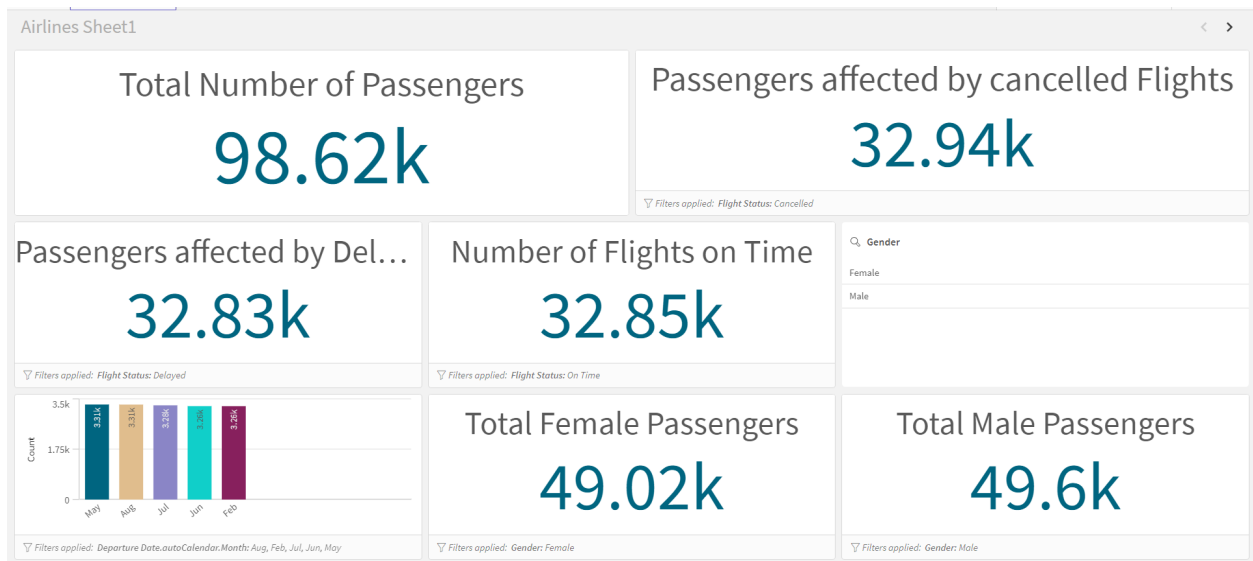 Airlines Sheet1
Total Number of Passengers
98.62k
Passengers affected by cancelled Flights
32.94k
Filters applied: Flight Status: Cancelled
Passengers affected by Del...
32.83k
Filters applied: Flight Status: Delayed
Number of Flights on Time
32.85k
Filters applied: Flight Status: On Time
Gender
Female
Male
3.5k
1.75k
0
Count
3.31k
3.31k
3.28k
3.26k
3.26k
May
Aug
Jul
Jun
Feb
Filters applied: Departure Date.autoCalendar.Month: Aug, Feb, Jul, Jun, May
Total Female Passengers
49.02k
Filters applied: Gender: Female
Total Male Passengers
49.6k
Filters applied: Gender: Male